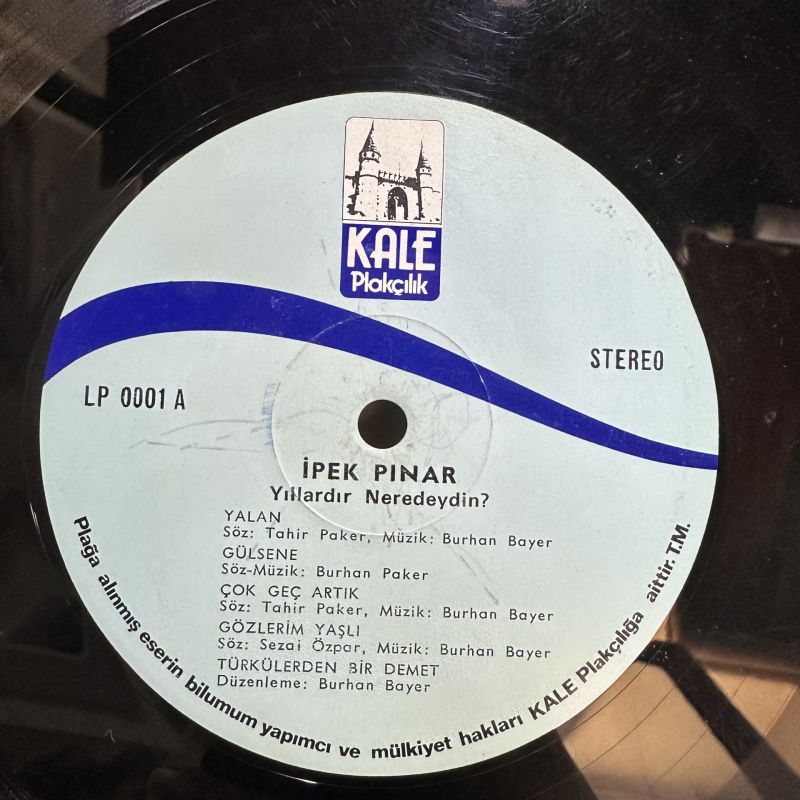 KALE
Plakçılık
STEREO
LP 0001 A
İPEK PINAR
Yıllardır Neredeydin?
YALAN
Söz: Tahir Paker, Müzik: Burhan Bayer
GÜLSENE
Söz-Müzik: Burhan Paker
ÇOK GEÇ ARTIK
Söz: Tahir Paker, Müzik: Burhan Bayer
GÖZLERİM YAŞLI
Söz: Sezai Özpar, Müzik: Burhan Bayer
TÜRKÜLERDEN BİR DEMET
Düzenleme: Burhan Bayer
Plağa alınmış eserin bilumum yapımcı ve mülkiyet hakları KALE Plakçılığa aittir. T.M.